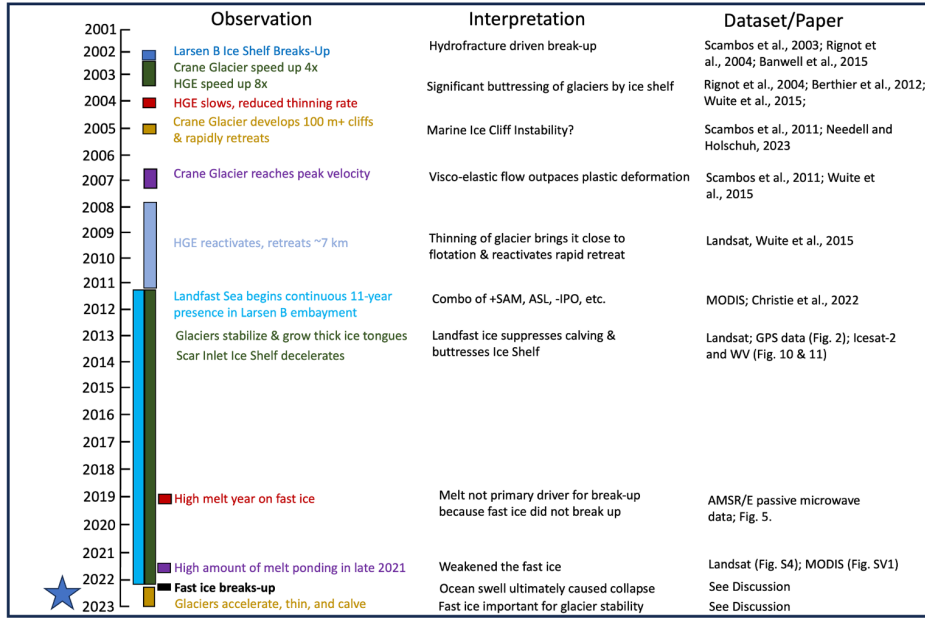 Observation Interpretation Dataset/Paper
2001
2002 Larsen B Ice Shelf Breaks-Up Hydrofracture driven break-up Scambos et al., 2003; Rignot
et al., 2004; Banwell et al., 2015
Crane Glacier speed up 4x
2003 HGE speed up 8x Significant buttressing of glaciers by ice shelf Rignot et al., 2004; Berthier et al., 2012;
Wuite et al., 2015;
2004 HGE slows, reduced thinning rate
2005 Crane Glacier develops 100 m+ cliffs Marine Ice Cliff Instability? Scambos et al., 2011; Needell and
& rapidly retreats Holschuh, 2023
2006
2007 Crane Glacier reaches peak velocity Visco-elastic flow outpaces plastic deformation Scambos et al., 2011; Wuite et
al., 2015
2008
2009 HGE reactivates, retreats ~7 km Thinning of glacier brings it close to Landsat, Wuite et al., 2015
2010 flotation & reactivates rapid retreat
2011
Landfast Sea begins continuous 11-year Combo of +SAM, ASL, -IPO, etc. MODIS; Christie et al., 2022
2012 presence in Larsen B embayment
2013 Glaciers stabilize & grow thick ice tongues Landfast ice suppresses calving & Landsat; GPS data (Fig. 2); Icesat-2
2014 Scar Inlet Ice Shelf decelerates buttresses Ice Shelf and WV (Fig. 10 & 11)
2015
2016
2017
2018
2019 High melt year on fast ice Melt not primary driver for break-up AMSR/E passive microwave
2020 because fast ice did not break up data; Fig. 5.
2021
High amount of melt ponding in late 2021 Weakened the fast ice Landsat (Fig. S4); MODIS (Fig. SV1)
2022 Fast ice breaks-up Ocean swell ultimately caused collapse See Discussion
2023 Glaciers accelerate, thin, and calve Fast ice important for glacier stability See Discussion